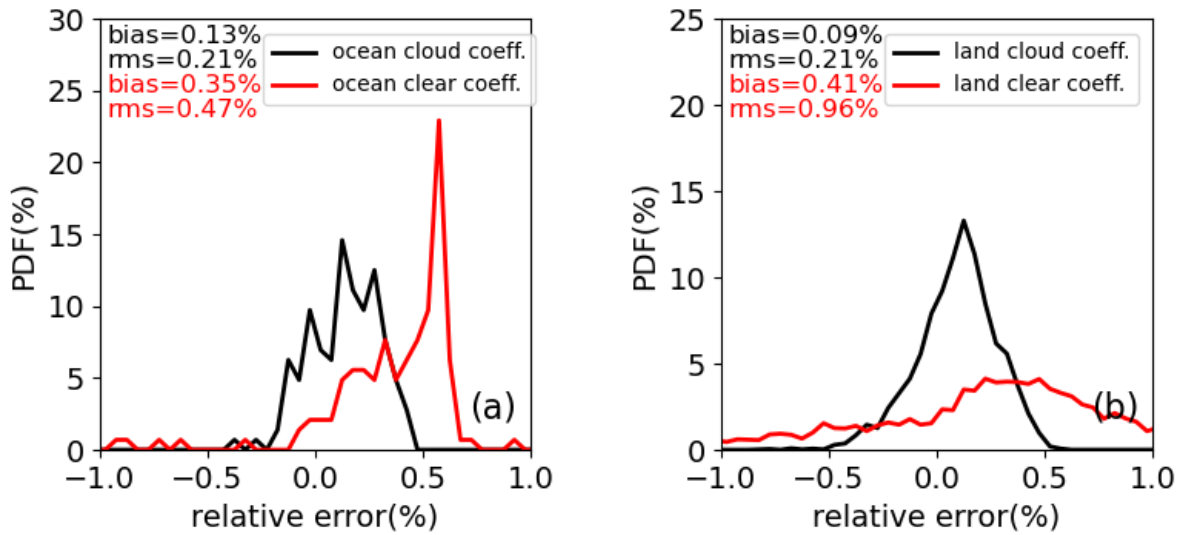 bias=0.13%
rms=0.21%
bias=0.35%
rms=0.47%
ocean cloud coeff.
ocean clear coeff.
30
25
20
15
10
5
0
PDF(%)
(a)
−1.0 −0.5 0.0 0.5 1.0
relative error(%)
bias=0.09%
rms=0.21%
bias=0.41%
rms=0.96%
land cloud coeff.
land clear coeff.
25
20
15
10
5
0
PDF(%)
(b)
−1.0 −0.5 0.0 0.5 1.0
relative error(%)